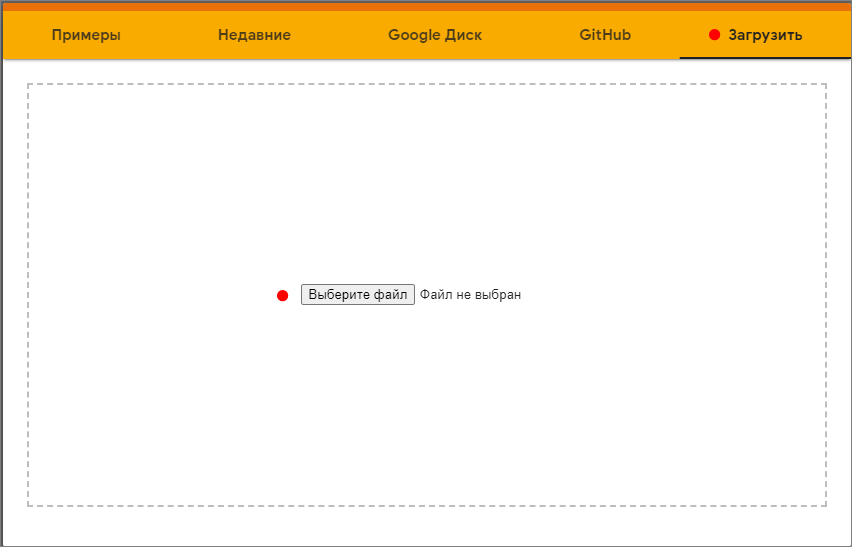 Примеры Недавние Google Диск GitHub Загрузить
Выберите файл Файл не выбран